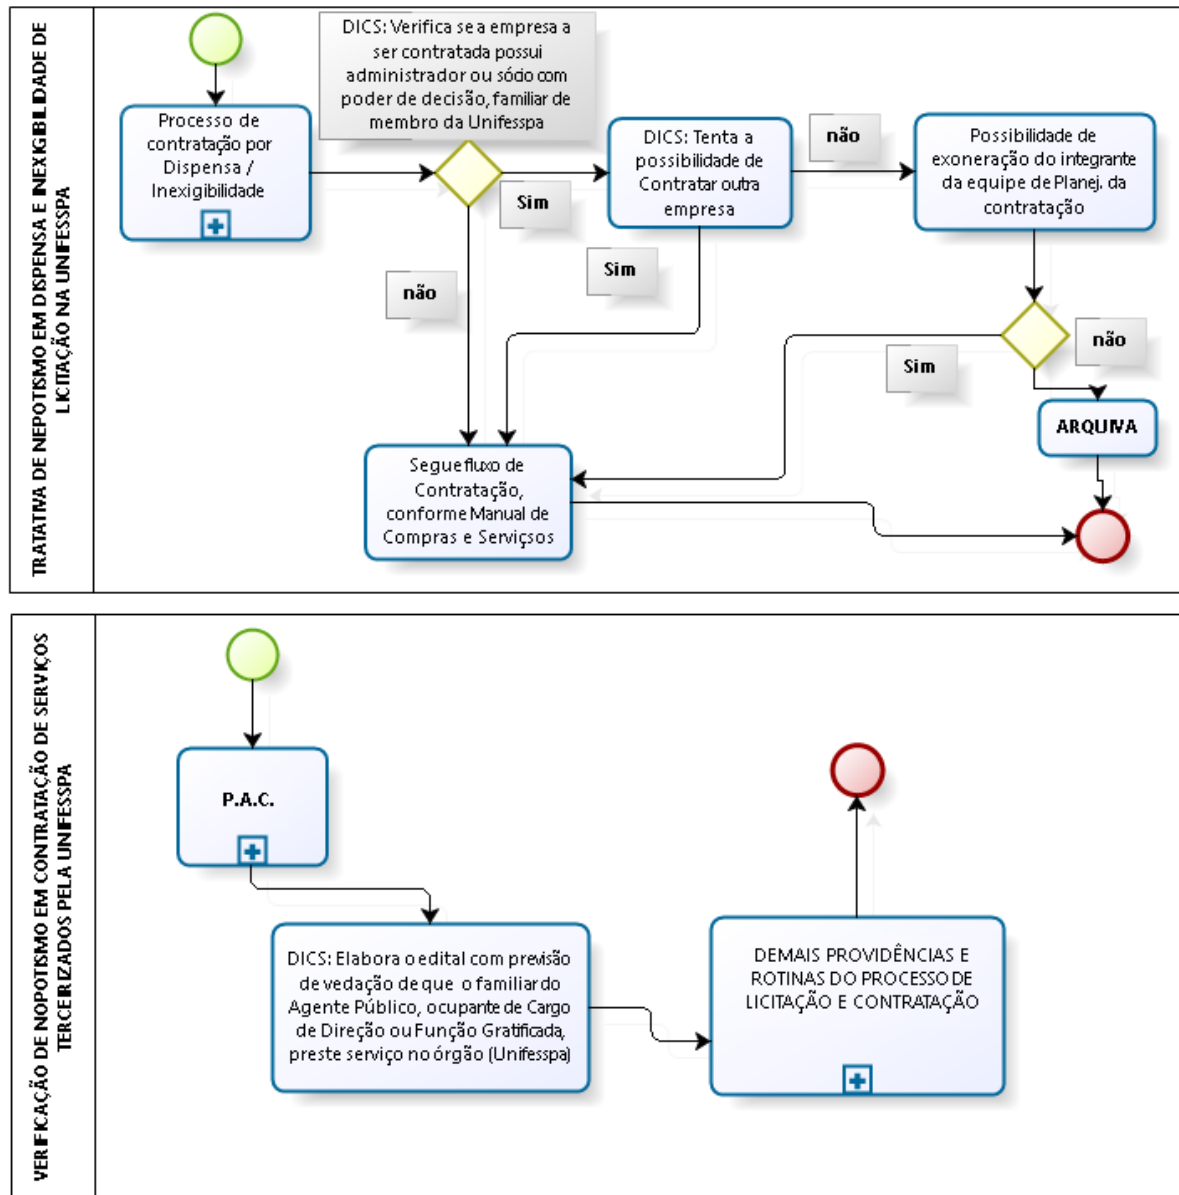 TRATATIVA DE NEPOTISMO EM DISPENSA E INEXIGIBILIDADE DE
LICITAÇÃO NA UNIFESSPA
Processo de
contratação por
Dispensa /
Inexigibilidade
DICS: Verifica se a empresa a
ser contratada possui
administrador ou sócio com
poder de decisão, familiar de
membro da Unifesspa
Sim
não
DICS: Tenta a
possibilidade de
Contratar outra
empresa
não
Sim
Possibilidade de
exoneração do integrante
da equipe de Planej. da
contratação
não
Sim
ARQUIVA
Segue fluxo de
Contratação,
conforme Manual de
Compras e Serviçsos
VERIFICAÇÃO DE NOPOTISMO EM CONTRATAÇÃO DE SERVIÇOS
TERCEIRIZADOS PELA UNIFESSPA
P.A.C.
DICS: Elabora o edital com previsão
de vedação de que o familiar do
Agente Público, ocupante de Cargo
de Direção ou Função Gratificada,
preste serviço no órgão (Unifesspa)
DEMAIS PROVIDÊNCIAS E
ROTINAS DO PROCESSO DE
LICITAÇÃO E CONTRATAÇÃO